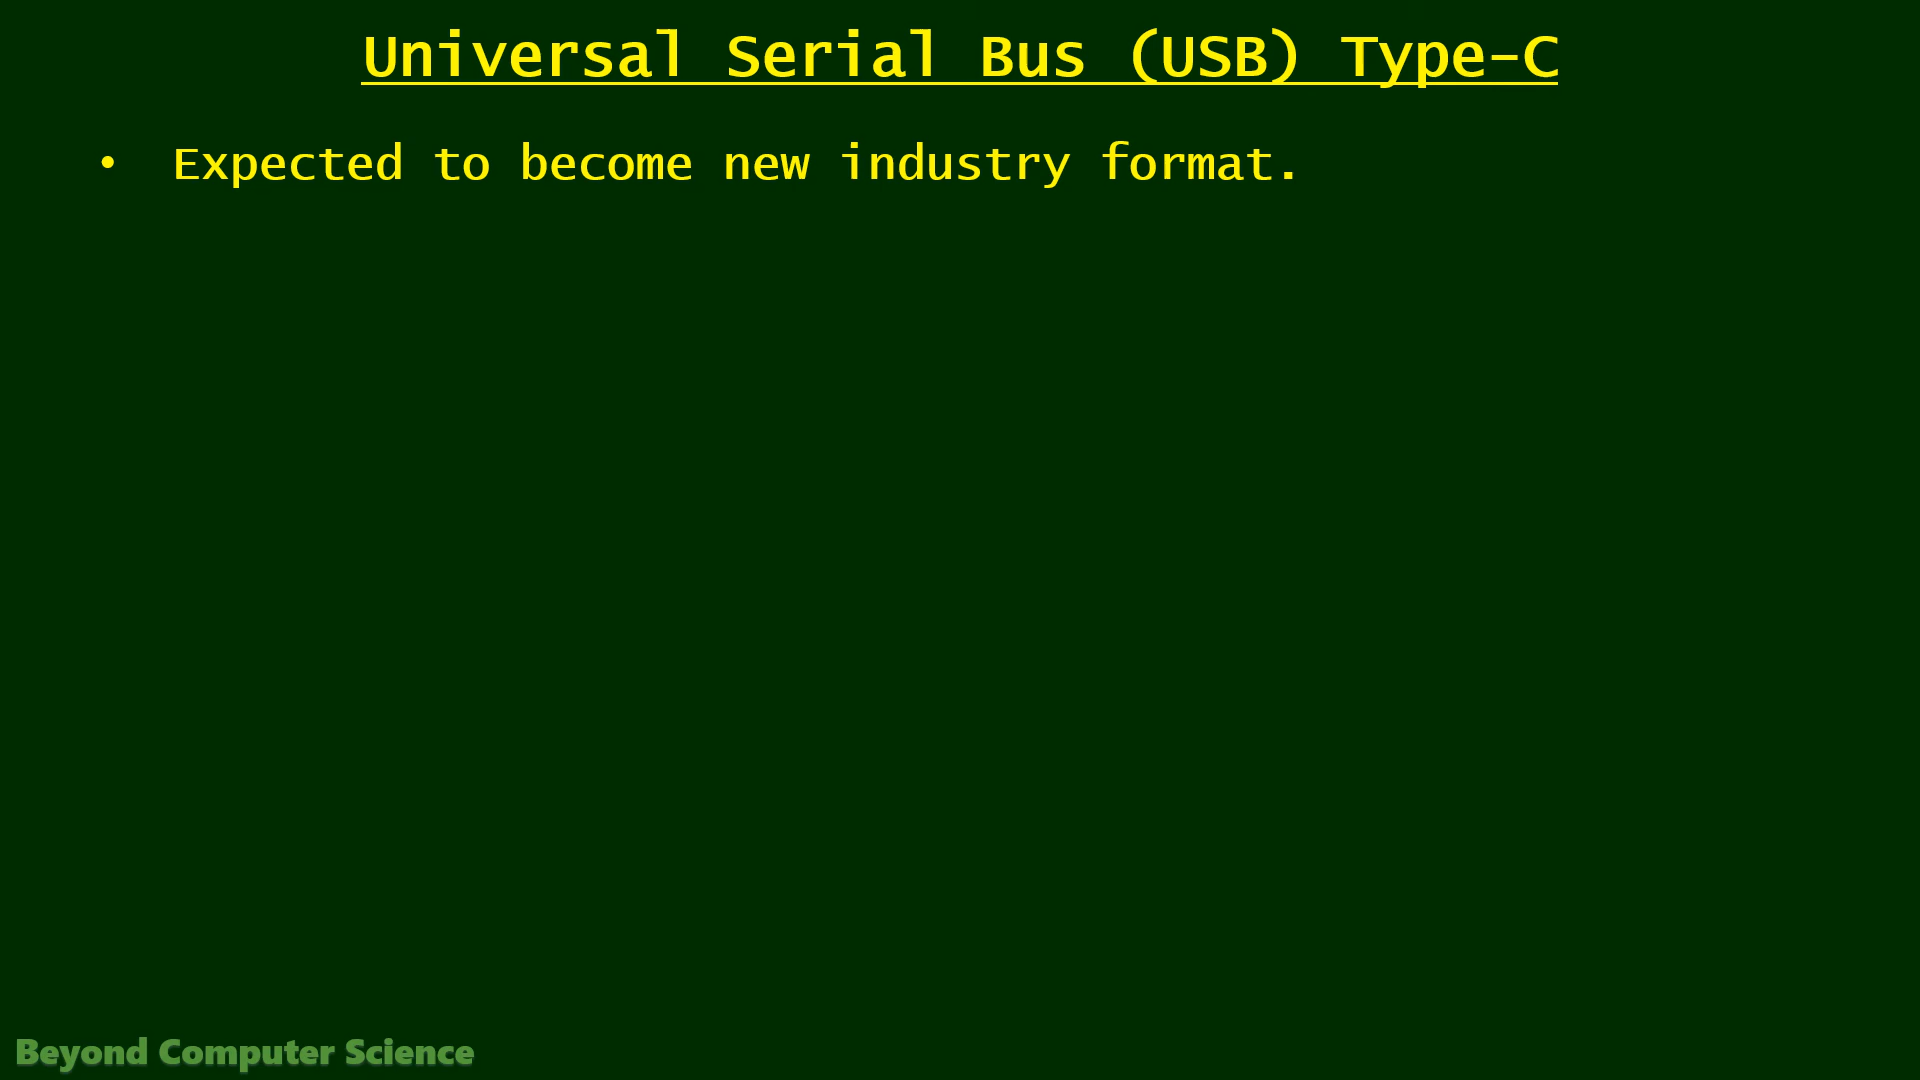 Universal Serial Bus (USB) Type-C
• Expected to become new industry format.
Beyond Computer Science